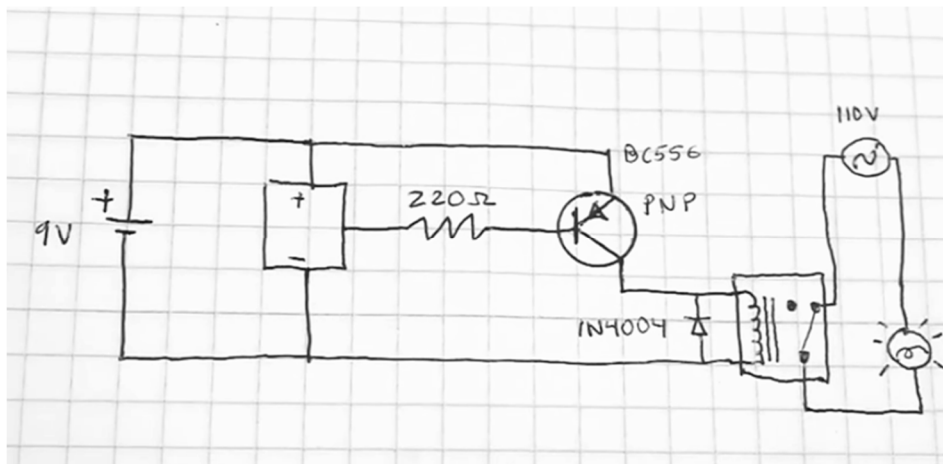 110V
BC556
PNP
220Ω
+
+
9V
−
1N4004